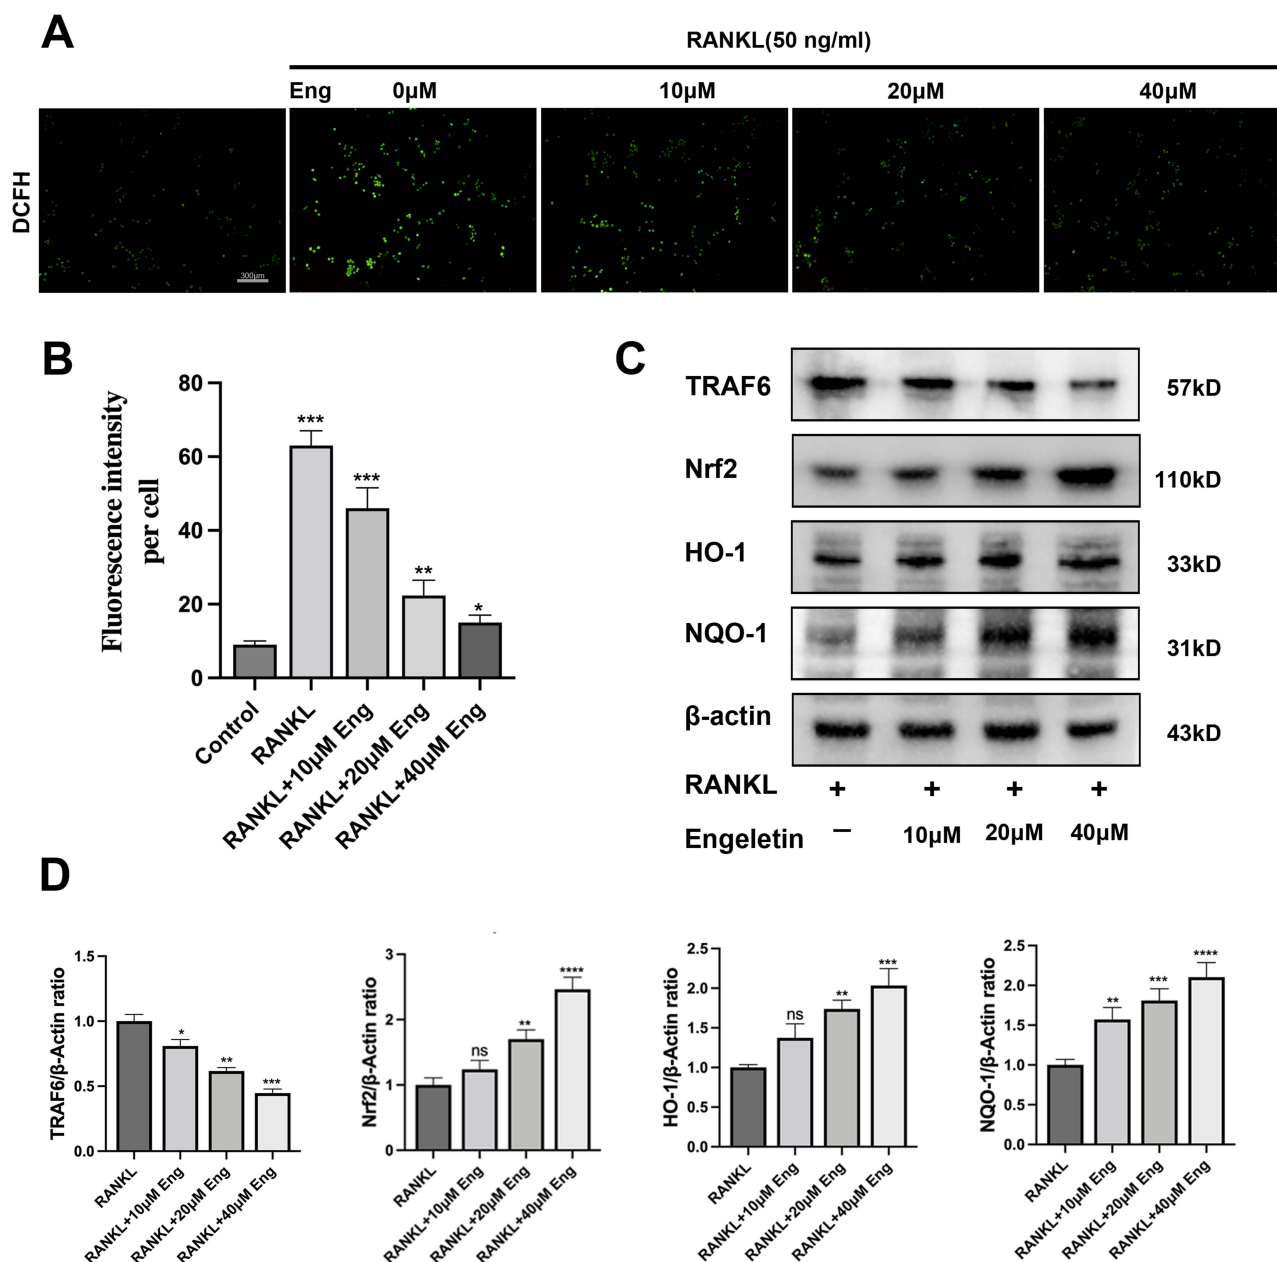 A
RANKL(50 ng/ml)
Eng 0μM 10μM 20μM 40μM
DCFH
300μm
B
Fluorescence intensity
per cell
80
60
40
20
0
***
***
**
*
Control
RANKL
RANKL+10μM Eng
RANKL+20μM Eng
RANKL+40μM Eng
C
TRAF6 57kD
Nrf2 110kD
HO-1 33kD
NQO-1 31kD
β-actin 43kD
RANKL + + + +
Engeletin – 10μM 20μM 40μM
D
TRAF6/β-Actin ratio
1.5
1.0
0.5
0.0
*
**
***
RANKL
RANKL+10μM Eng
RANKL+20μM Eng
RANKL+40μM Eng
Nrf2/β-Actin ratio
3
2
1
0
ns
**
****
RANKL
RANKL+10μM Eng
RANKL+20μM Eng
RANKL+40μM Eng
HO-1/β-Actin ratio
2.5
2.0
1.5
1.0
0.5
0.0
ns
**
***
RANKL
RANKL+10μM Eng
RANKL+20μM Eng
RANKL+40μM Eng
NQO-1/β-Actin ratio
2.5
2.0
1.5
1.0
0.5
0.0
**
***
****
RANKL
RANKL+10μM Eng
RANKL+20μM Eng
RANKL+40μM Eng